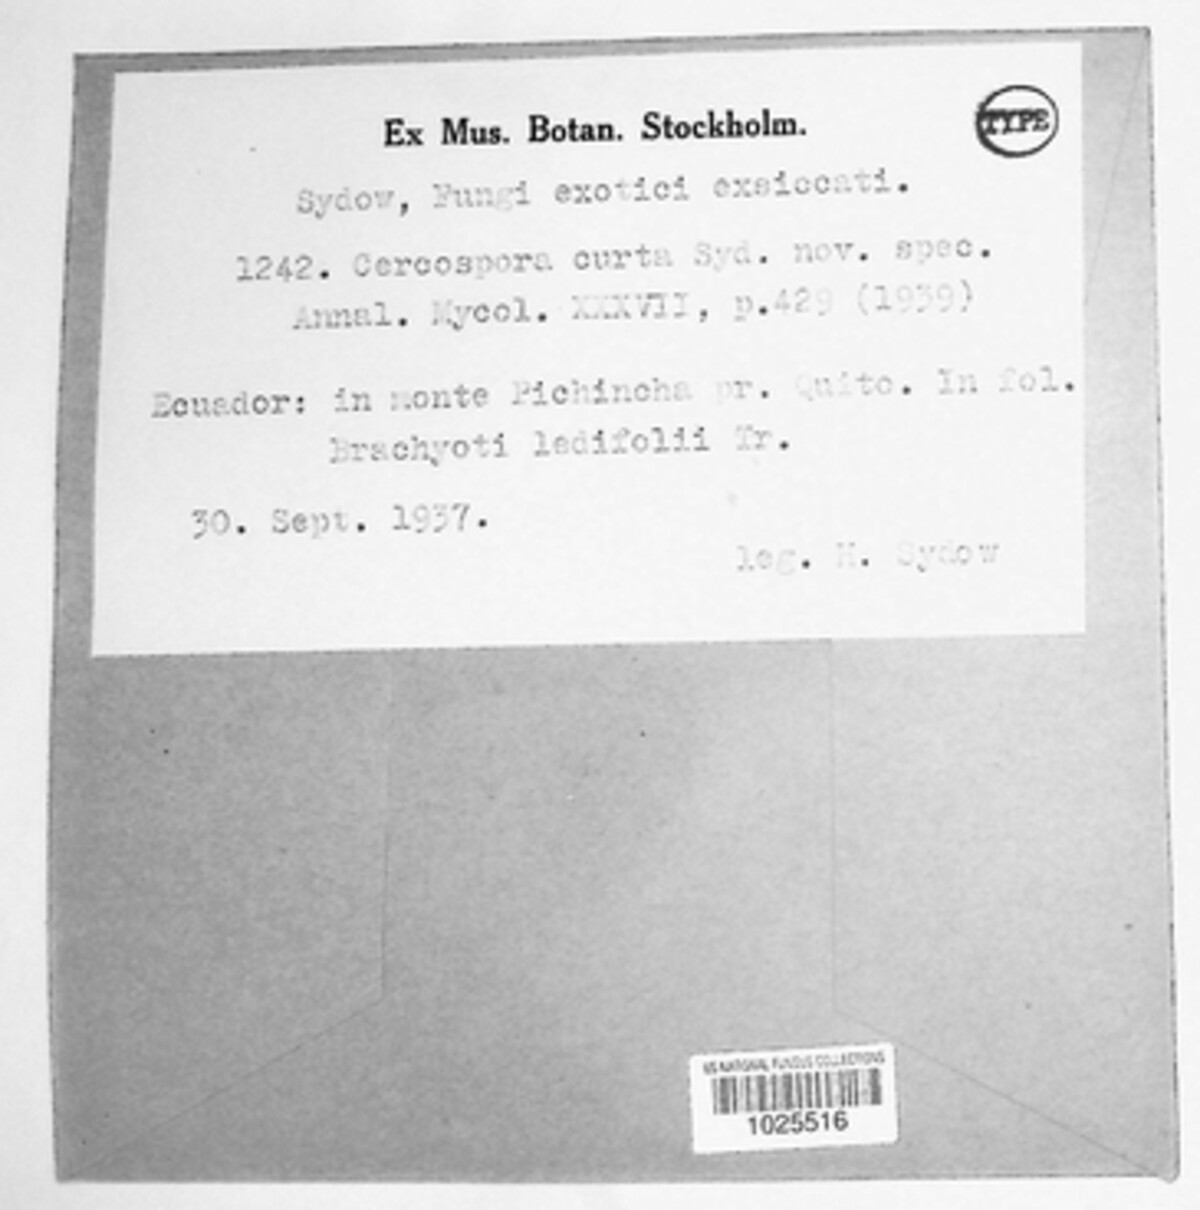 Ex Mus. Botan. Stockholm.
TYPE
Sydow, Fungi exotici exsiccati.
1242. Cercospora curta Syd. nov. spec.
Annal. Mycol. XXXVII, p.429 (1939)
Ecuador: in monte Pichincha pr. Quito. In fol.
Brachyoti ledifolii Tr.
30. Sept. 1937.
leg. H. Sydow
US NATIONAL FUNGUS COLLECTIONS
1025516